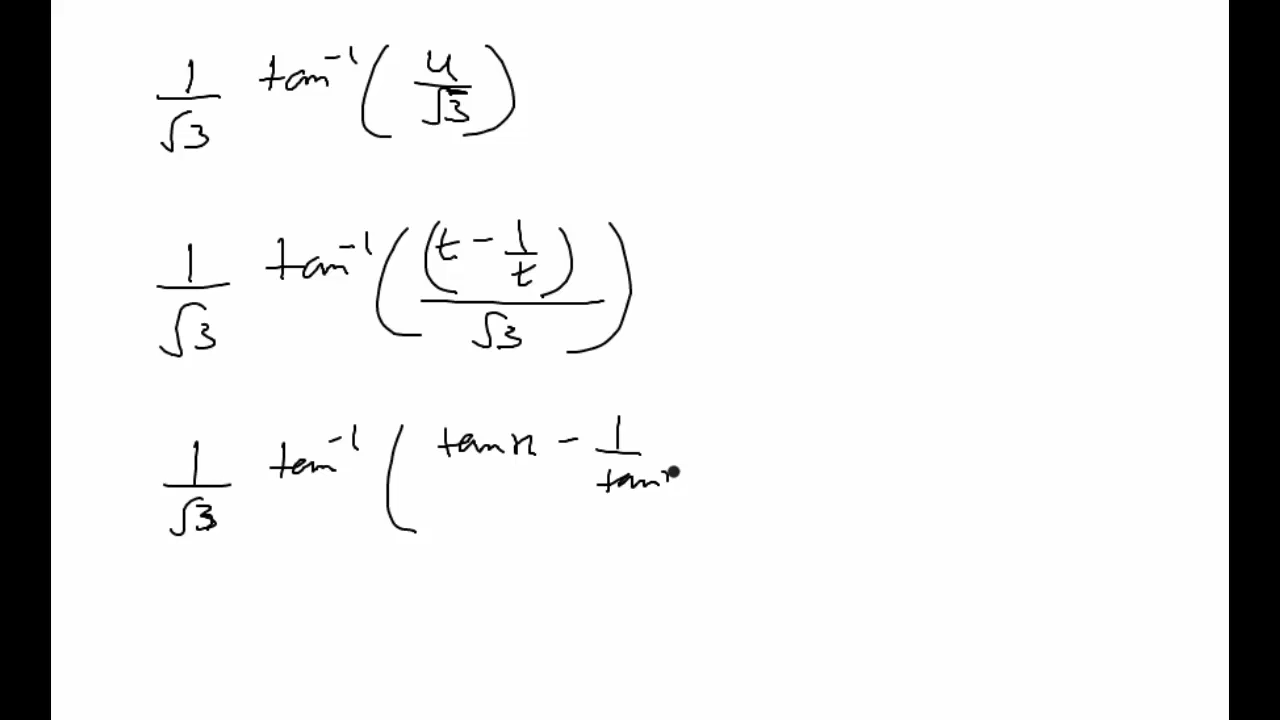 1/√3 tan⁻¹(u/√3)
1/√3 tan⁻¹((t - 1/t)/√3)
1/√3 tan⁻¹(tan x - 1/tan x